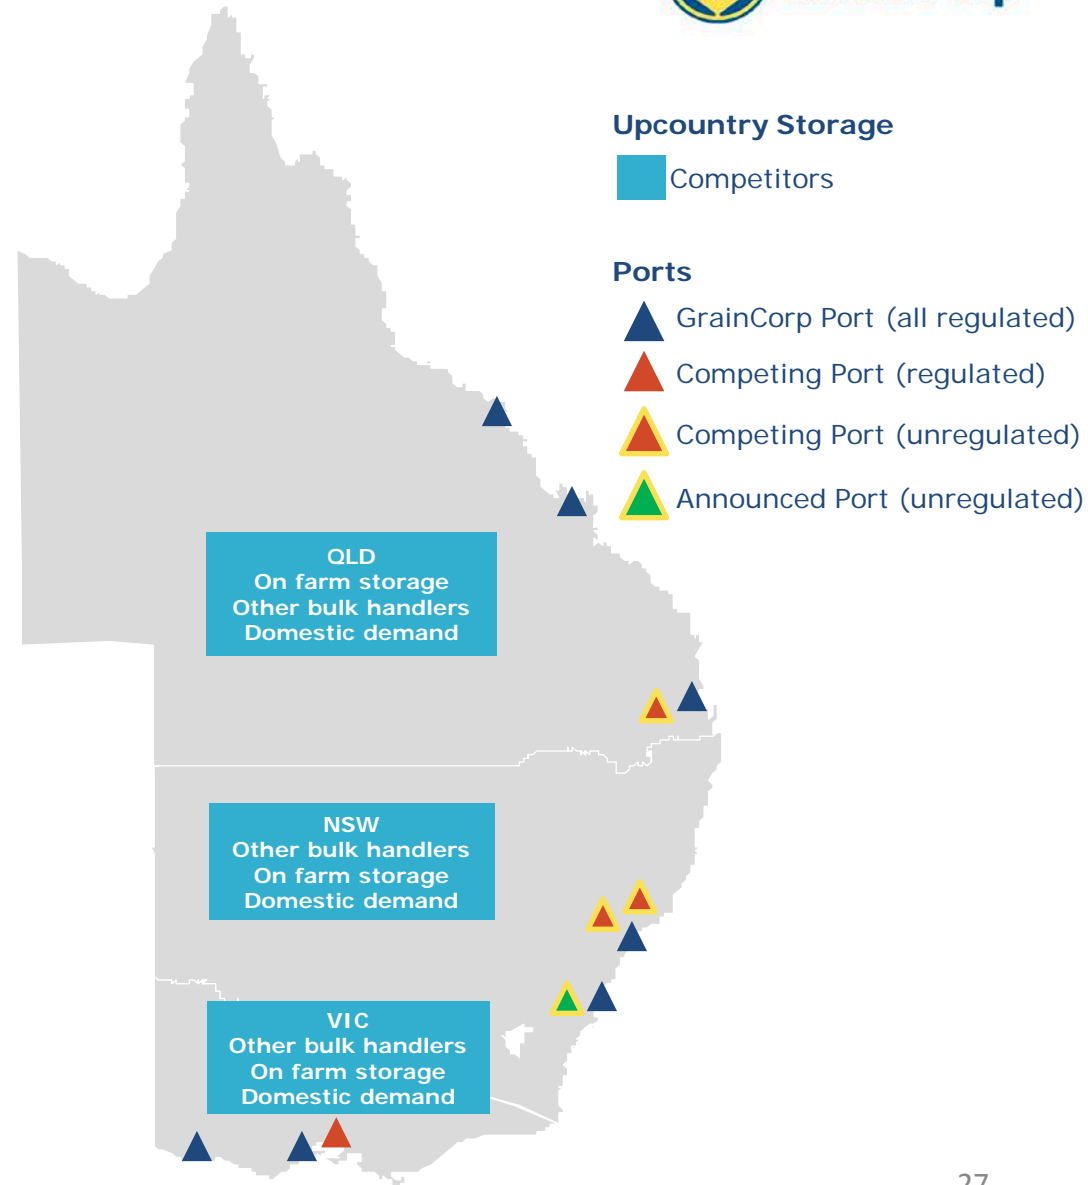 Upcountry Storage
Competitors
Ports
GrainCorp Port (all regulated)
Competing Port (regulated)
Competing Port (unregulated)
Announced Port (unregulated)
QLD
On farm storage
Other bulk handlers
Domestic demand
NSW
Other bulk handlers
On farm storage
Domestic demand
VIC
Other bulk handlers
On farm storage
Domestic demand
27